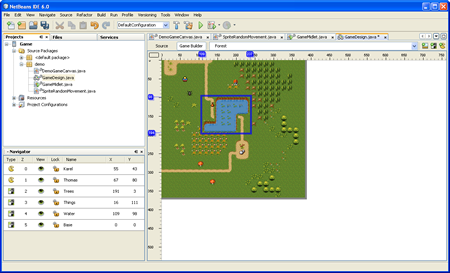 NetBeans IDE 6.0
File Edit View Navigate Source Refactor Build Run Profile Versioning Tools Window Help
DefaultConfiguration
Projects Files Services
DemoGameCanvas.java SpriteRandomMovement.java GameMidlet.java GameDesign.java *
Source Game Builder Forest
Game
Source Packages
<default package>
demo
DemoGameCanvas.java
GameDesign.java
GameMidlet.java
SpriteRandomMovement.java
Resources
Project Configurations
Navigator
Type Z View Lock Name X Y
0 Karel 55 43
1 Thomas 67 80
2 Trees 191 3
3 Things 16 111
4 Water 109 98
5 Base 0 0